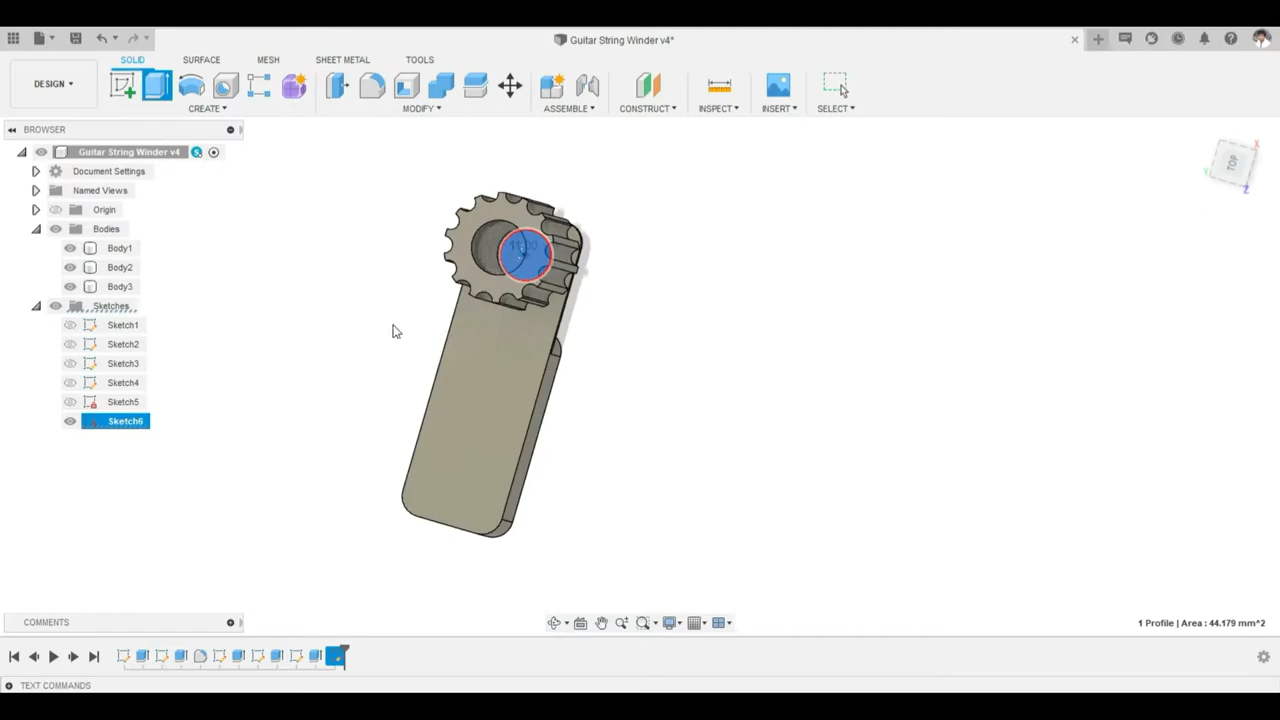 Guitar String Winder v4*
SOLID SURFACE MESH SHEET METAL TOOLS
DESIGN
CREATE MODIFY ASSEMBLE CONSTRUCT INSPECT INSERT SELECT
BROWSER
Guitar String Winder v4
Document Settings
Named Views
Origin
Bodies
Body1
Body2
Body3
Sketches
Sketch1
Sketch2
Sketch3
Sketch4
Sketch5
Sketch6
TOP
X
Y
Z
COMMENTS
1 Profile | Area : 44.179 mm^2
TEXT COMMANDS